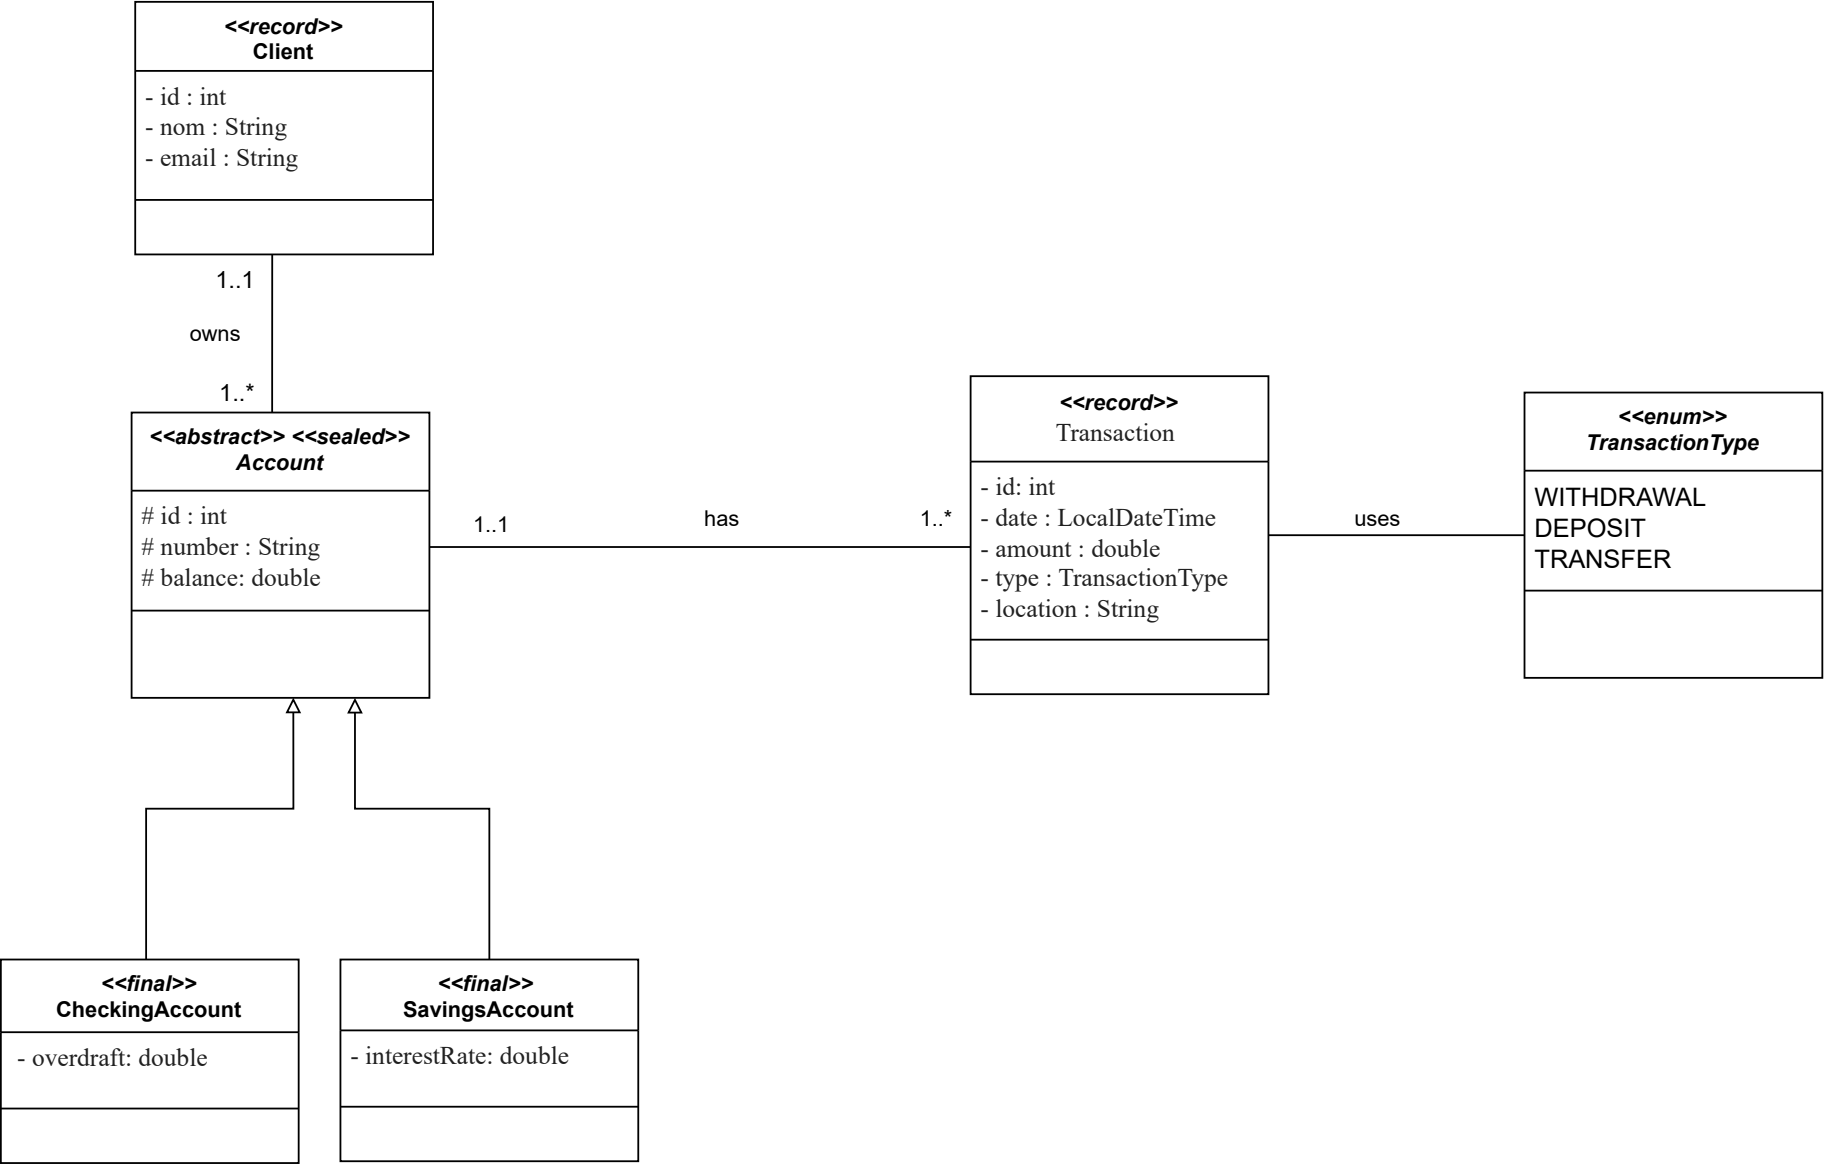 <<record>>
Client
- id : int
- nom : String
- email : String
1..1
owns
1..*
<<abstract>> <<sealed>>
Account
# id : int
# number : String
# balance: double
1..1
has
1..*
<<record>>
Transaction
- id: int
- date : LocalDateTime
- amount : double
- type : TransactionType
- location : String
uses
<<enum>>
TransactionType
WITHDRAWAL
DEPOSIT
TRANSFER
<<final>>
CheckingAccount
- overdraft: double
<<final>>
SavingsAccount
- interestRate: double